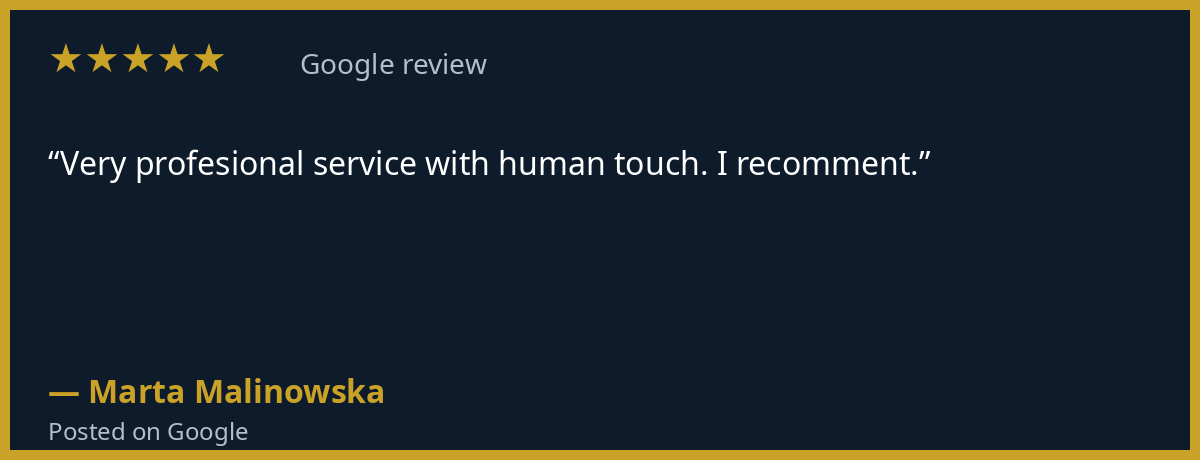 ★★★★★ Google review
“Very profesional service with human touch. I recomment.”
— Marta Malinowska
Posted on Google